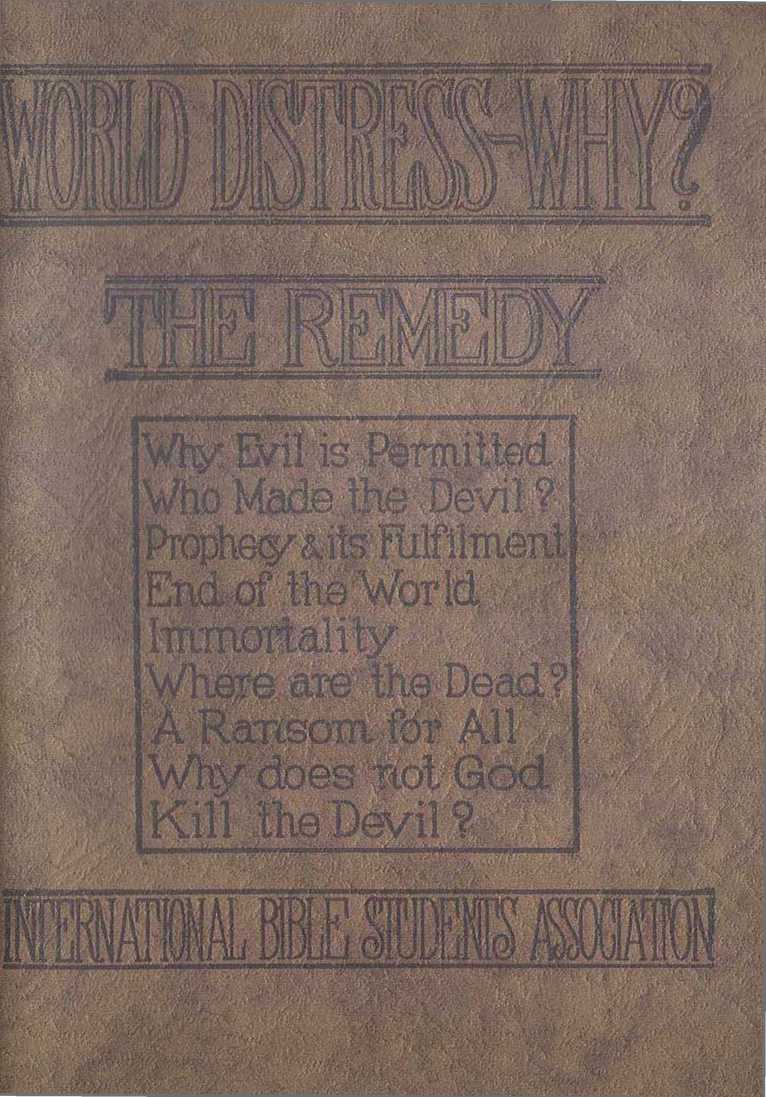 WORLD DISTRESS-WHY?
THE REMEDY
Why Evil is Permitted
Who Made the Devil?
Prophecy & its Fulfilment
End of the World
Immortality
Where are the Dead?
A Ransom for All
Why does not God
Kill the Devil?
INTERNATIONAL BIBLE STUDENTS ASSOCIATION